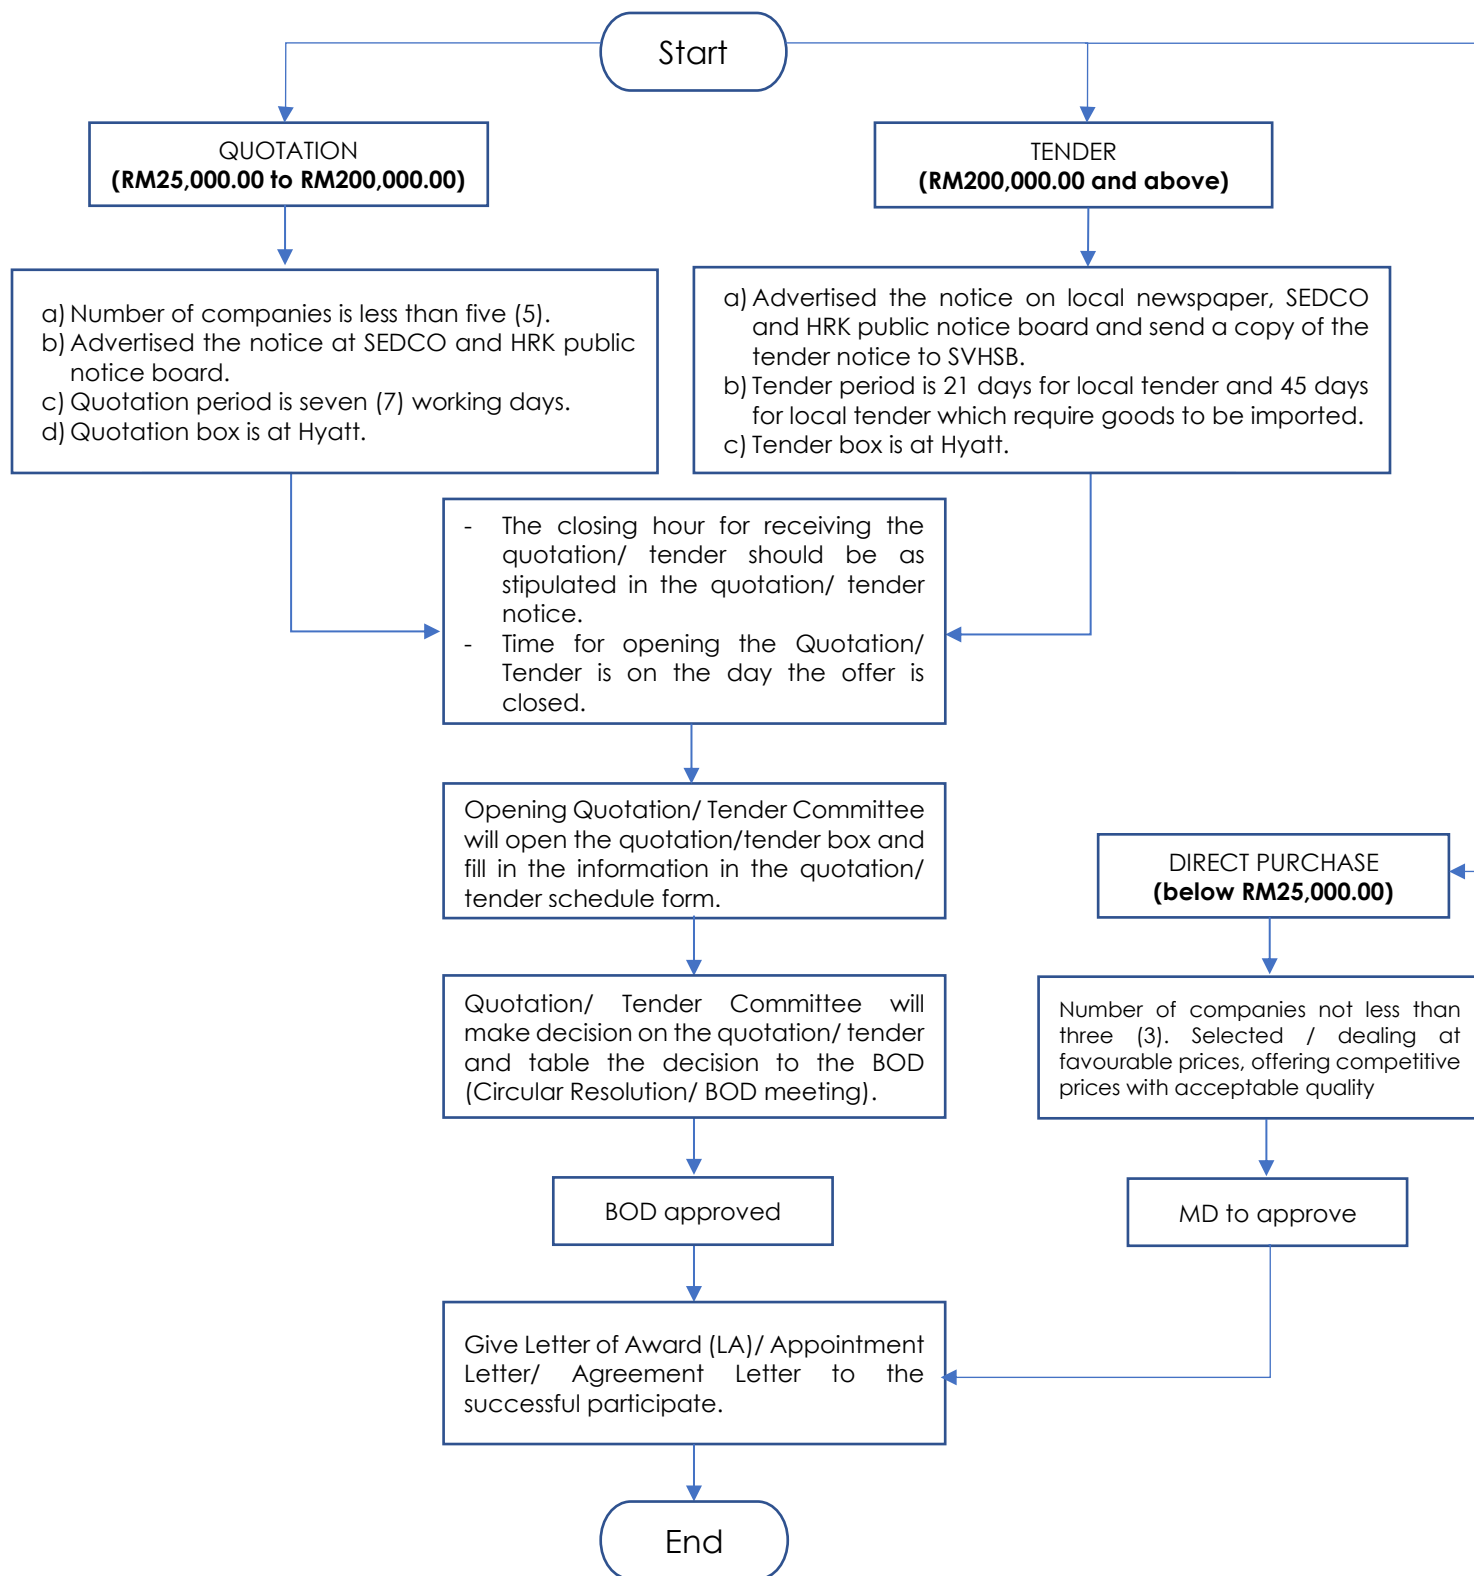 Start
QUOTATION
(RM25,000.00 to RM200,000.00)
TENDER
(RM200,000.00 and above)
a) Number of companies is less than five (5).
b) Advertised the notice at SEDCO and HRK public
notice board.
c) Quotation period is seven (7) working days.
d) Quotation box is at Hyatt.
a) Advertised the notice on local newspaper, SEDCO
and HRK public notice board and send a copy of the
tender notice to SVHSB.
b) Tender period is 21 days for local tender and 45 days
for local tender which require goods to be imported.
c) Tender box is at Hyatt.
- The closing hour for receiving the
quotation/ tender should be as
stipulated in the quotation/ tender
notice.
- Time for opening the Quotation/
Tender is on the day the offer is
closed.
Opening Quotation/ Tender Committee
will open the quotation/tender box and
fill in the information in the quotation/
tender schedule form.
DIRECT PURCHASE
(below RM25,000.00)
Quotation/ Tender Committee will
make decision on the quotation/ tender
and table the decision to the BOD
(Circular Resolution/ BOD meeting).
Number of companies not less than
three (3). Selected / dealing at
favourable prices, offering competitive
prices with acceptable quality
BOD approved
MD to approve
Give Letter of Award (LA)/ Appointment
Letter/ Agreement Letter to the
successful participate.
End